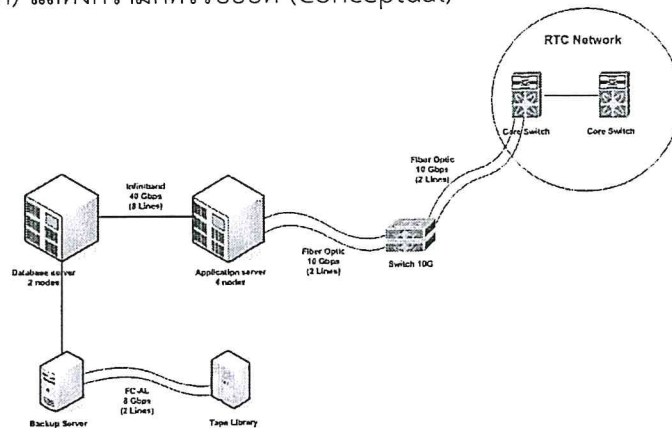 (Conceptual)
RTC Network
Core Switch
Core Switch
Fiber Optic
10 Gbps
(2 Lines)
Infiniband
40 Gbps
(8 Lines)
Database server
2 nodes
Application server
4 nodes
Fiber Optic
10 Gbps
(2 Lines)
Switch 10G
FC-AL
8 Gbps
(2 Lines)
Backup Server
Tape Library